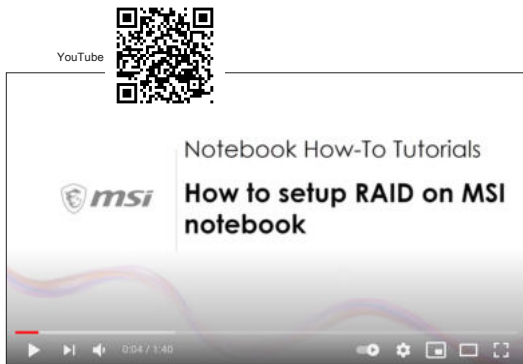 YouTube
Notebook How-To Tutorials
msi
How to setup RAID on MSI
notebook
0:04 / 1:40